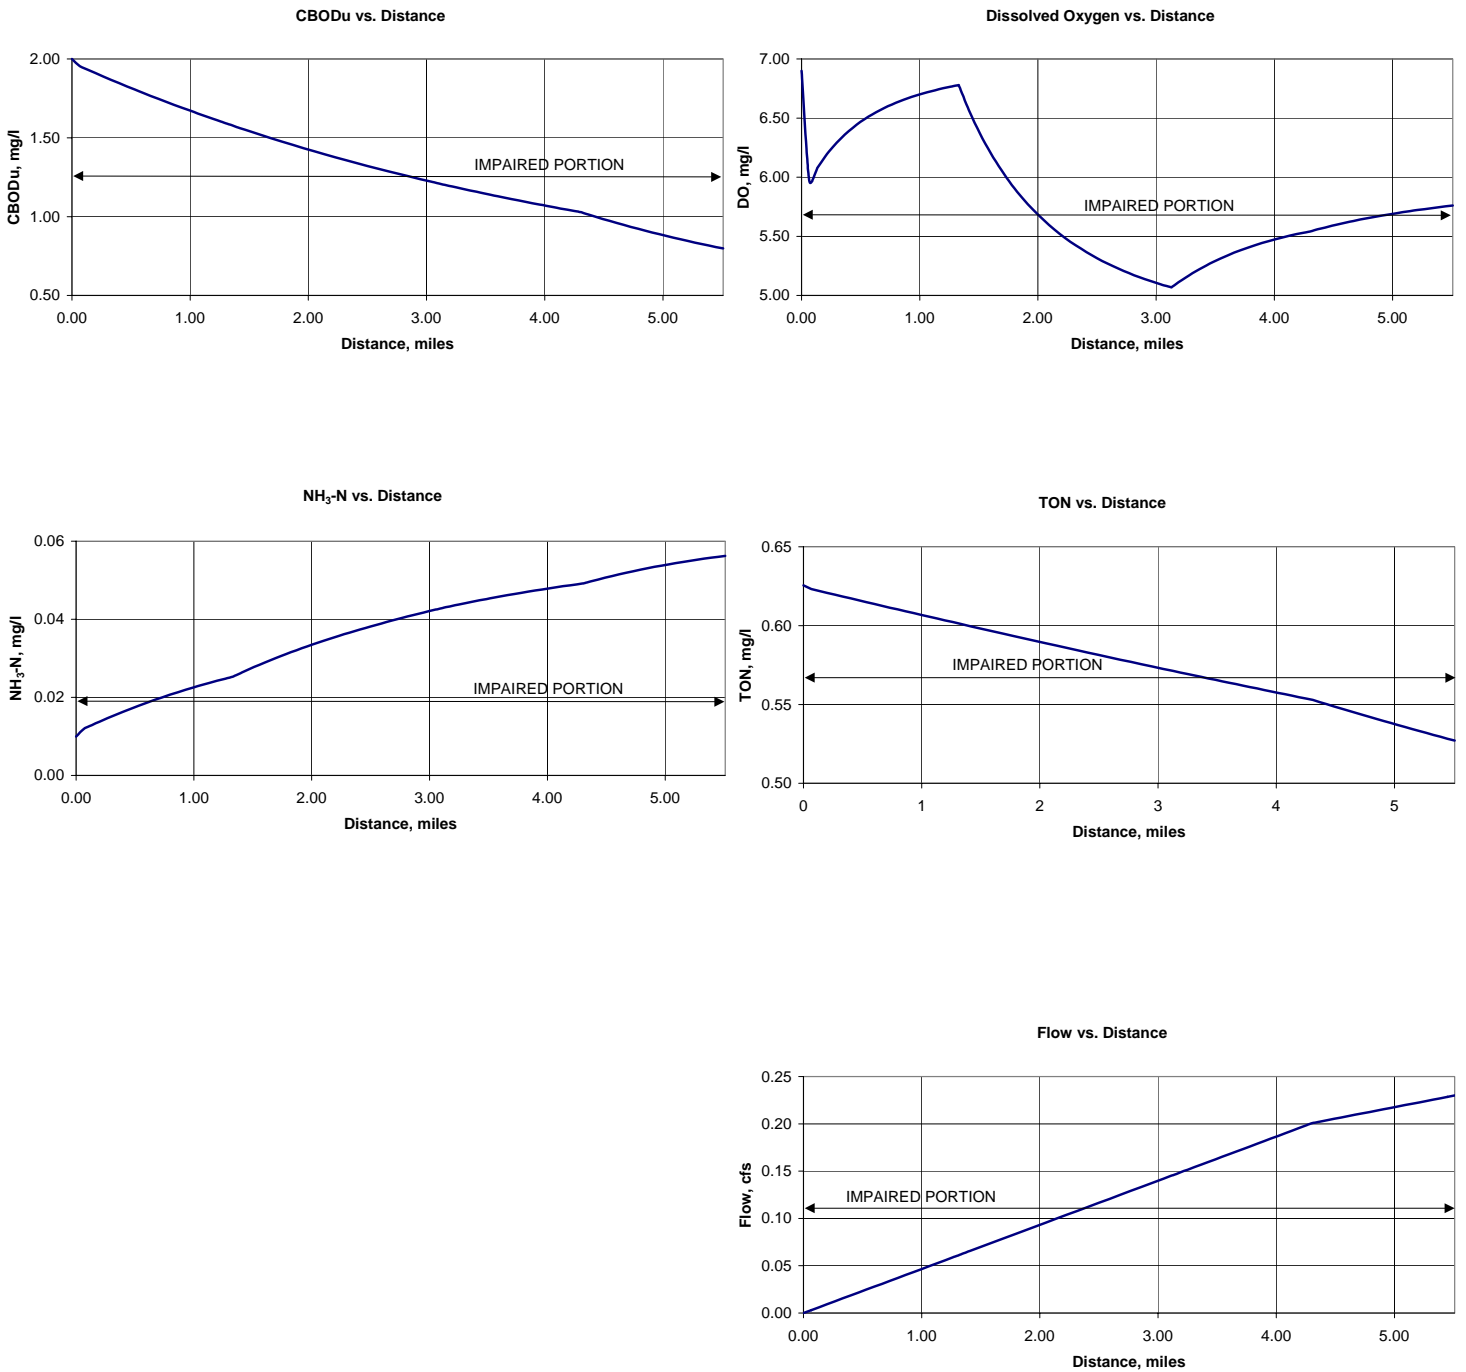 CBODu vs. Distance
CBODu, mg/l
2.00
1.50
1.00
0.50
IMPAIRED PORTION
0.00 1.00 2.00 3.00 4.00 5.00
Distance, miles
Dissolved Oxygen vs. Distance
DO, mg/l
7.00
6.50
6.00
5.50
5.00
IMPAIRED PORTION
0.00 1.00 2.00 3.00 4.00 5.00
Distance, miles
NH₃-N vs. Distance
NH₃-N, mg/l
0.06
0.04
0.02
0.00
IMPAIRED PORTION
0.00 1.00 2.00 3.00 4.00 5.00
Distance, miles
TON vs. Distance
TON, mg/l
0.65
0.60
0.55
0.50
IMPAIRED PORTION
0 1 2 3 4 5
Distance, miles
Flow vs. Distance
Flow, cfs
0.25
0.20
0.15
0.10
0.05
0.00
IMPAIRED PORTION
0.00 1.00 2.00 3.00 4.00 5.00
Distance, miles